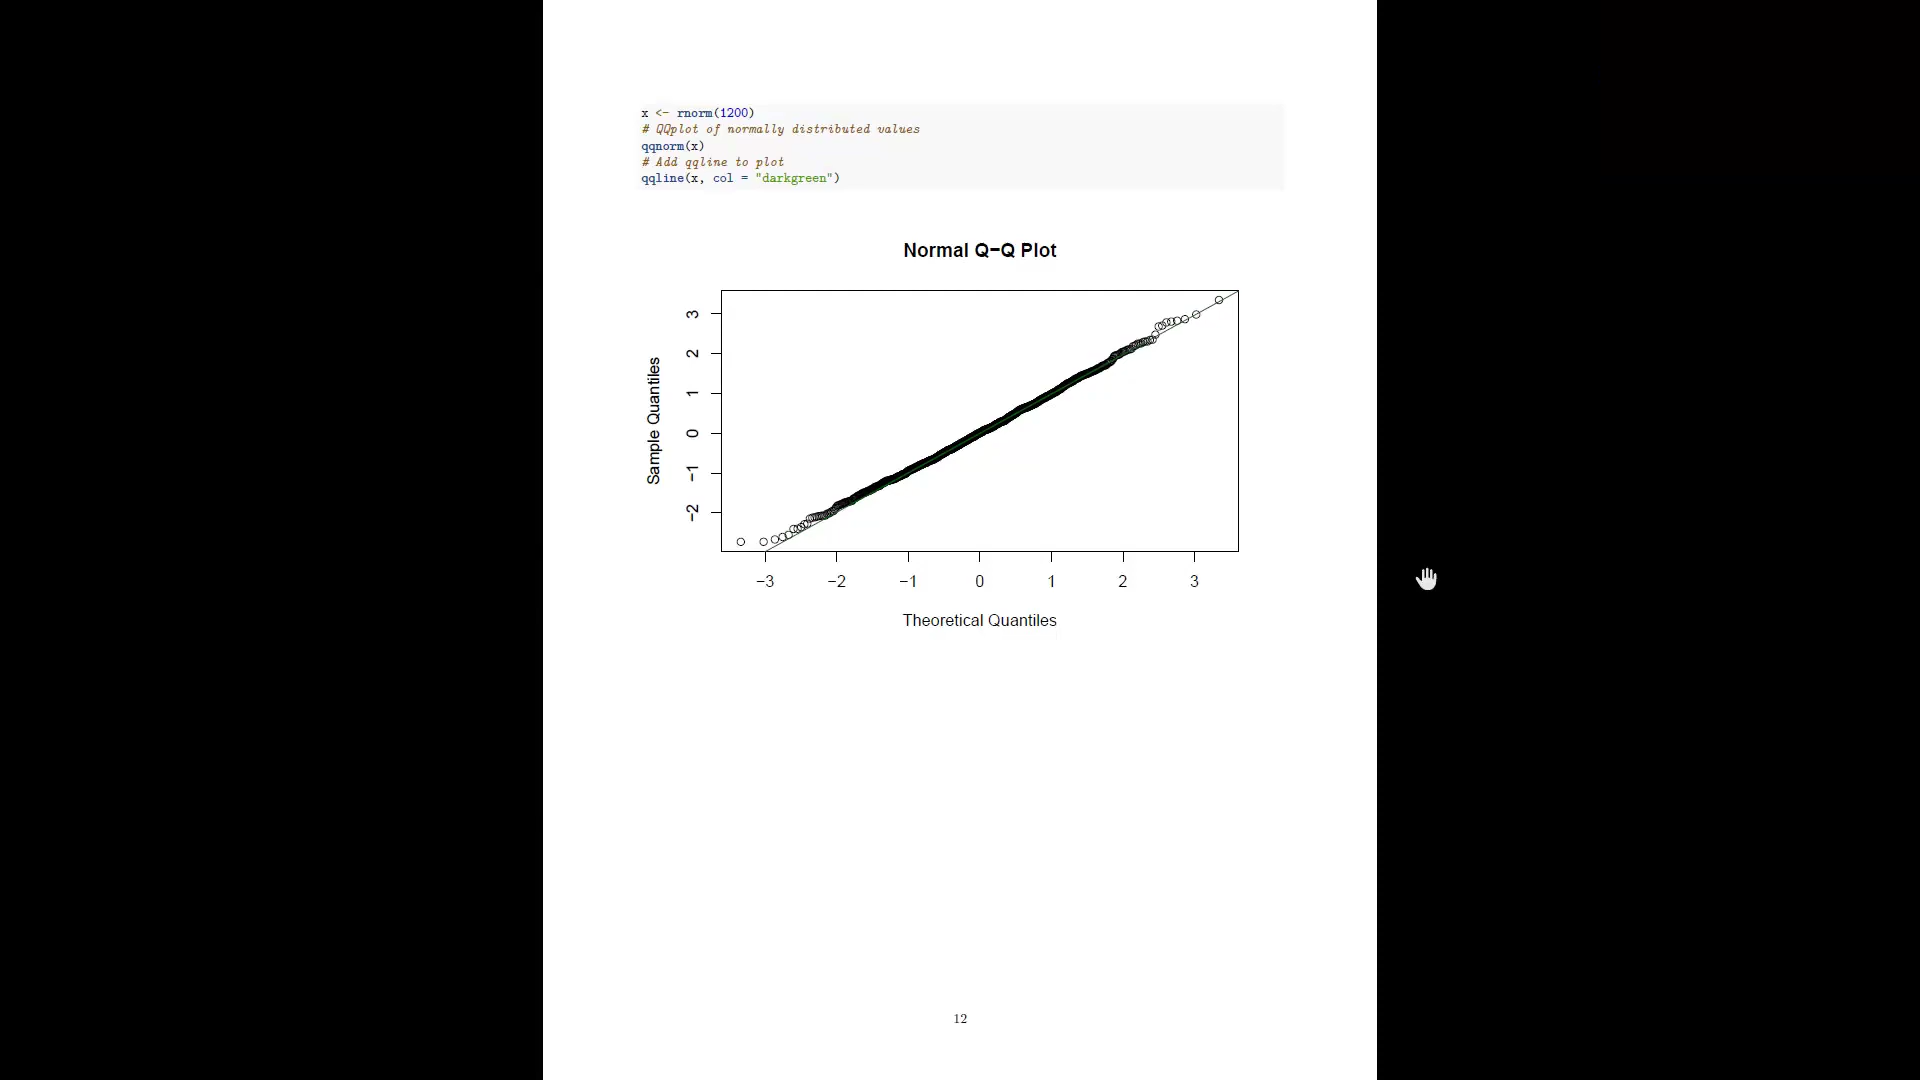 x <- rnorm(1200)
# QQplot of normally distributed values
qqnorm(x)
# Add qqline to plot
qqline(x, col = "darkgreen")
Normal Q−Q Plot
Sample Quantiles
3
2
1
0
−1
−2
−3 −2 −1 0 1 2 3
Theoretical Quantiles
12